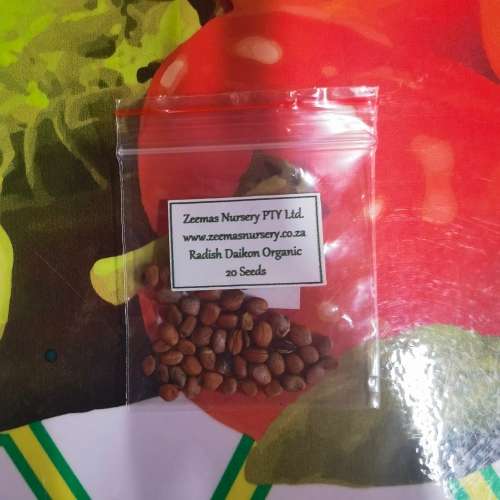 Zeemas Nursery PTY Ltd.
www.zeemasnursery.co.za
Radish Daikon Organic
20 Seeds